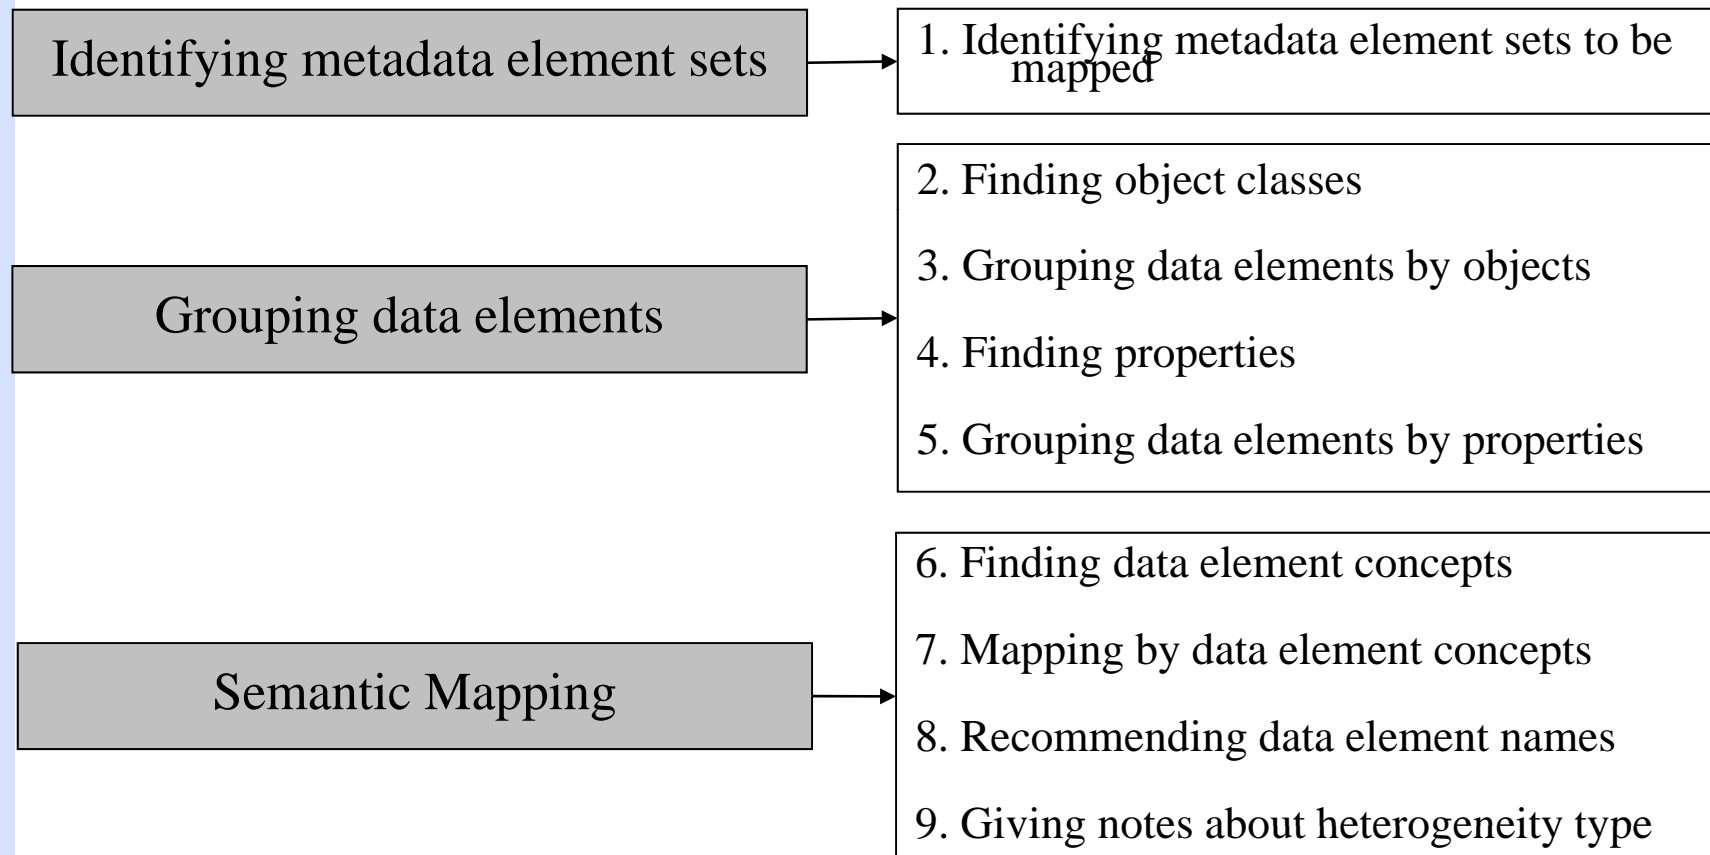 Identifying metadata element sets
1. Identifying metadata element sets to be
mapped
Grouping data elements
2. Finding object classes
3. Grouping data elements by objects
4. Finding properties
5. Grouping data elements by properties
Semantic Mapping
6. Finding data element concepts
7. Mapping by data element concepts
8. Recommending data element names
9. Giving notes about heterogeneity type